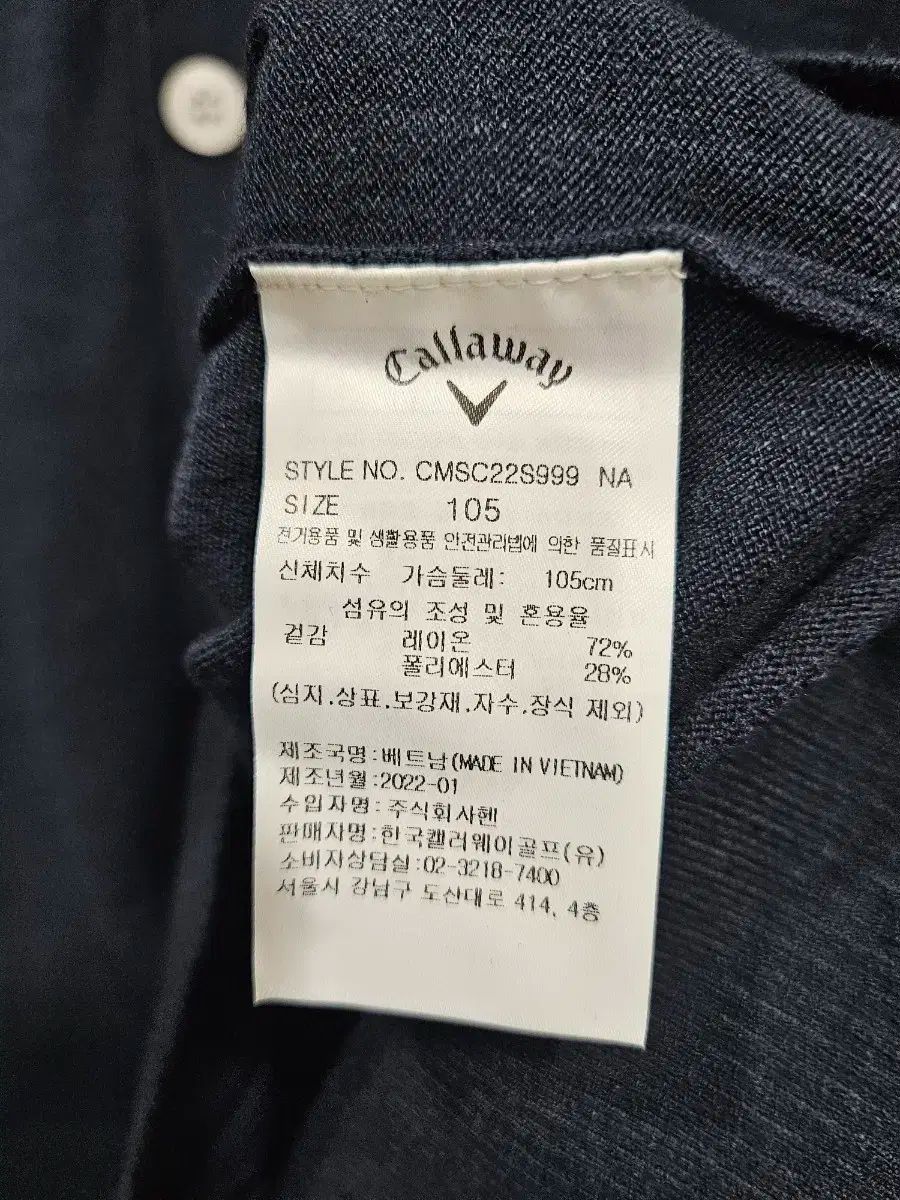 Callaway
STYLE NO. CMSC22S999 NA
SIZE 105
전기용품 및 생활용품 안전관리법에 의한 품질표시
신체치수 가슴둘레: 105cm
섬유의 조성 및 혼용율
겉감 레이온 72%
폴리에스터 28%
(심지.상표.보강재.자수.장식 제외)
제조국명:베트남(MADE IN VIETNAM)
제조년월:2022-01
수입자명:주식회사헨
판매자명:한국캘러웨이골프(유)
소비자상담실:02-3218-7400
서울시 강남구 도산대로 414, 4층